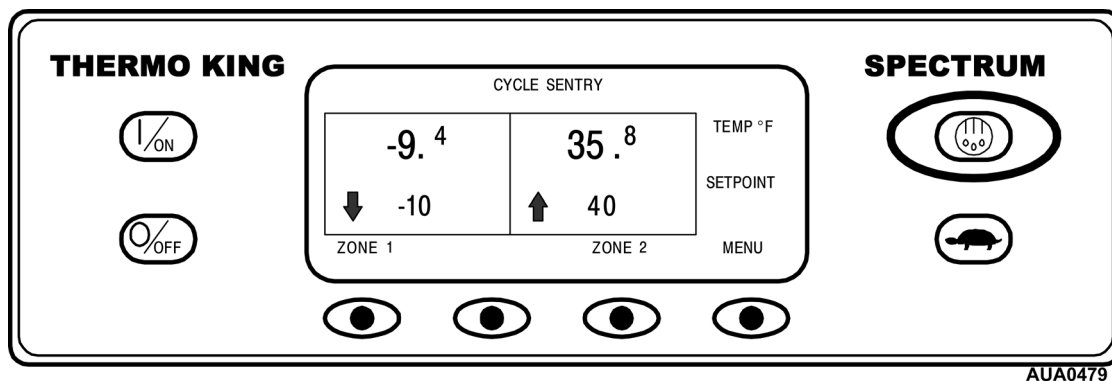 THERMO KING
SPECTRUM
I/ON
O/OFF
CYCLE SENTRY
-9.4 35.8 TEMP °F
-10 40 SETPOINT
ZONE 1 ZONE 2 MENU
AUA0479